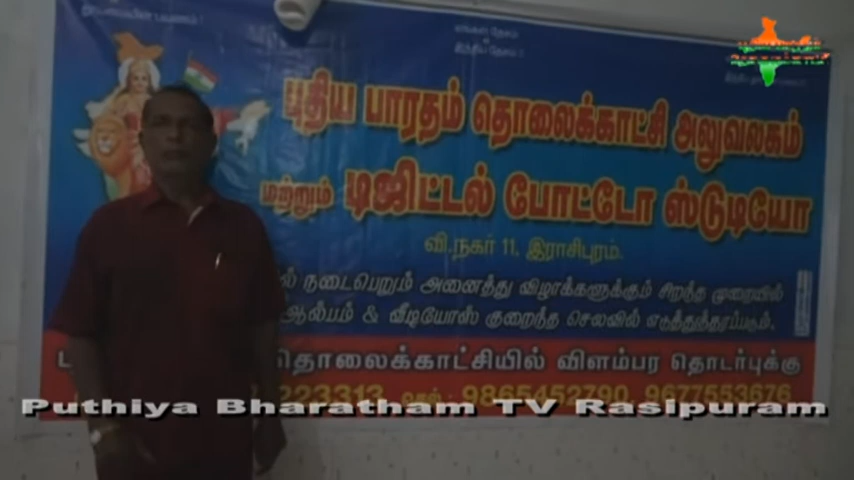 புதிய பாரதம் தொலைக்காட்சி அலுவலகம்
மற்றும் டிஜிட்டல் போட்டோ ஸ்டுடியோ
வி.நகர் 11, இராசிபுரம்.
நடைபெறும் அனைத்து விழாக்களுக்கும் சிறந்த முறையில்
ஆல்பம் & வீடியோஸ் குறைந்த செலவில் எடுத்துத்தரப்படும்.
தொலைக்காட்சியில் விளம்பர தொடர்புக்கு
223313 செல் : 9865452790, 9677553676
Puthiya Bharatham TV Rasipuram